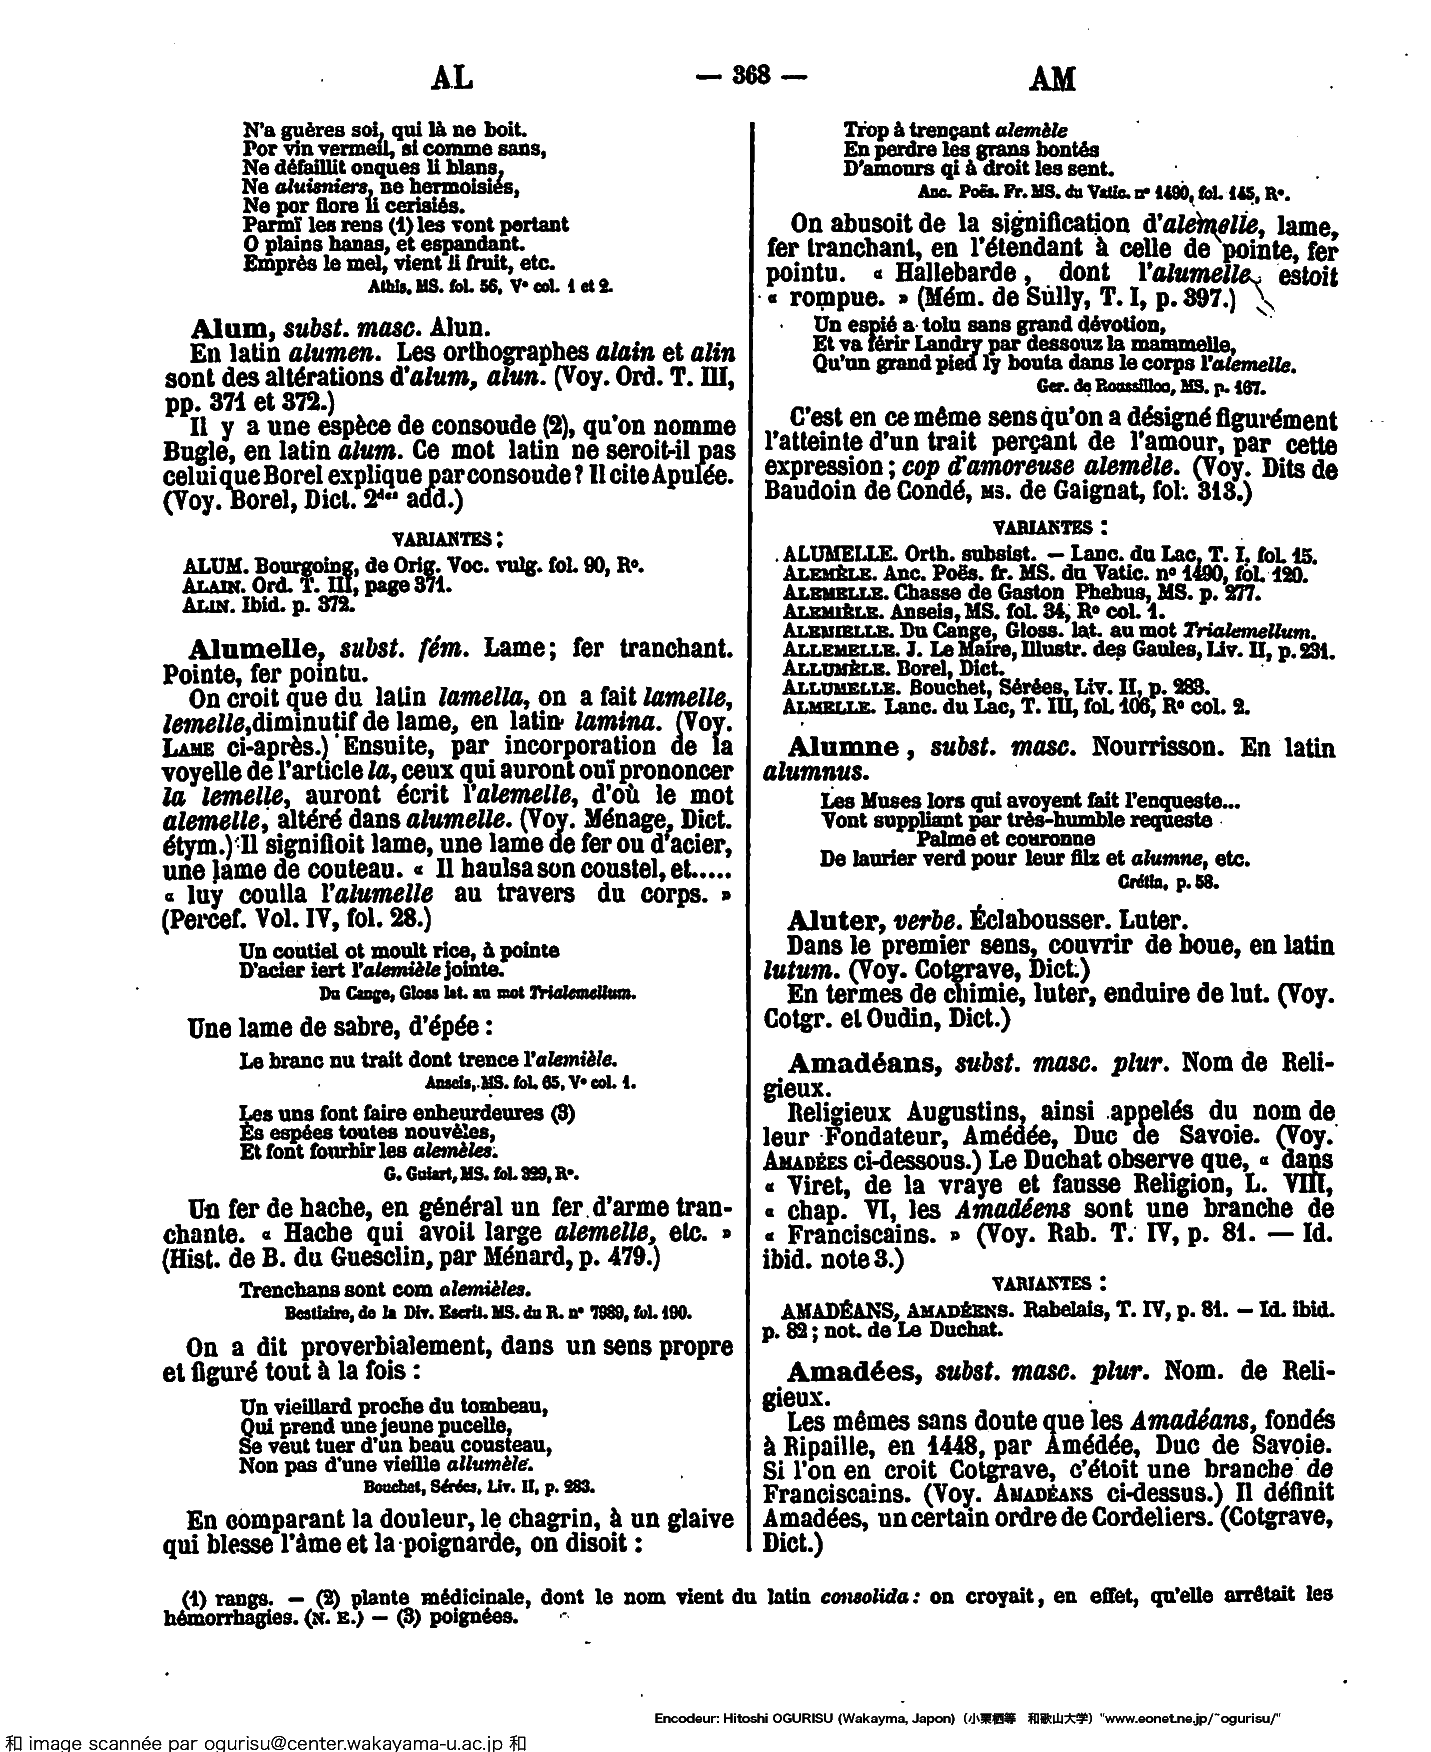 AL
— 368 —
AM
N'a guères soi, qui là ne boit.
Por vin vermeil, si comme sans,
Ne défaillit onques li blans,
Ne aluisniers, ne hermoisiés,
Ne por flore li cerisiés.
Parmi les rens (1) les vont portant
O plains hanas, et espandant.
Emprès le mel, vient li fruit, etc.
Athis, MS. fol. 56, V° col. 1 et 2.
Alum, subst. masc. Alun.
En latin alumen. Les orthographes alain et alin
sont des altérations d'alum, alun. (Voy. Ord. T. III,
pp. 371 et 372.)
Il y a une espèce de consoude (2), qu'on nomme
Bugle, en latin alum. Ce mot latin ne seroit-il pas
celui que Borel explique par consoude? Il cite Apulée.
(Voy. Borel, Dict. 2des add.)
VARIANTES :
ALUM. Bourgoing, de Orig. Voc. vulg. fol. 90, R°.
ALAIN. Ord. T. III, page 371.
ALIN. Ibid. p. 372.
Alumelle, subst. fém. Lame; fer tranchant.
Pointe, fer pointu.
On croit que du latin lamella, on a fait lamelle,
lemelle, diminutif de lame, en latin lamina. (Voy.
LAME ci-après.) Ensuite, par incorporation de la
voyelle de l'article la, ceux qui auront ouï prononcer
la lemelle, auront écrit l'alemelle, d'où le mot
alemelle, altéré dans alumelle. (Voy. Ménage, Dict.
étym.) Il signifioit lame, une lame de fer ou d'acier,
une lame de couteau. « Il haulsa son coustel, et.....
« luy coulla l'alumelle au travers du corps. »
(Percef. Vol. IV, fol. 28.)
Un coutiel ot moult rice, à pointe
D'acier iert l'alemièle jointe.
Du Cange, Gloss lat. au mot Trialemellum.
Une lame de sabre, d'épée :
Le branc nu trait dont trence l'alemièle.
Anseis, MS. fol. 65, V° col. 1.
Les uns font faire enheurdeures (3)
Ès espées toutes nouvèles,
Et font fourbir les alemèles.
G. Guiart, MS. fol. 329, R°.
Un fer de hache, en général un fer d'arme tran-
chante. « Hache qui avoit large alemelle, etc. »
(Hist. de B. du Guesclin, par Ménard, p. 479.)
Trenchans sont com alemièles.
Bestiaire, de la Div. Escrit. MS. du R. n° 7989, fol. 190.
On a dit proverbialement, dans un sens propre
et figuré tout à la fois :
Un vieillard proche du tombeau,
Qui prend une jeune pucelle,
Se veut tuer d'un beau cousteau,
Non pas d'une vieille allumèle.
Bouchet, Sérées, Liv. II, p. 283.
En comparant la douleur, le chagrin, à un glaive
qui blesse l'âme et la poignarde, on disoit :
Trop à trençant alemèle
En perdre les grans bontés
D'amours qi à droit les sent.
Anc. Poës. Fr. MS. du Vatic. n° 1490, fol. 145, R°.
On abusoit de la signification d'alemelle, lame,
fer tranchant, en l'étendant à celle de pointe, fer
pointu. « Hallebarde, dont l'alumelle estoit
« rompue. » (Mém. de Sully, T. I, p. 397.)
Un espié a tolu sans grand dévotion,
Et va férir Landry par dessouz la mammelle,
Qu'un grand pied ly bouta dans le corps l'alemelle.
Ger. de Roussillon, MS. p. 167.
C'est en ce même sens qu'on a désigné figurément
l'atteinte d'un trait perçant de l'amour, par cette
expression; cop d'amoreuse alemèle. (Voy. Dits de
Baudoin de Condé, MS. de Gaignat, fol. 313.)
VARIANTES :
ALUMELLE. Orth. subsist. — Lanc. du Lac, T. I, fol. 15.
ALEMÈLE. Anc. Poës. fr. MS. du Vatic. n° 1490, fol. 120.
ALEMELLE. Chasse de Gaston Phebus, MS. p. 277.
ALEMIÈLE. Anseis, MS. fol. 34, R° col. 1.
ALEMIELLE. Du Cange, Gloss. lat. au mot Trialemellum.
ALLEMELLE. J. Le Maire, Illustr. des Gaules, Liv. II, p. 231.
ALLUMÈLE. Borel, Dict.
ALLUMELLE. Bouchet, Sérées, Liv. II, p. 283.
ALMELLE. Lanc. du Lac, T. III, fol. 106, R° col. 2.
Alumne, subst. masc. Nourrisson. En latin
alumnus.
Les Muses lors qui avoyent fait l'enqueste...
Vont suppliant par très-humble requeste
Palme et couronne
De laurier verd pour leur filz et alumne, etc.
Crétin, p. 58.
Aluter, verbe. Éclabousser. Luter.
Dans le premier sens, couvrir de boue, en latin
lutum. (Voy. Cotgrave, Dict.)
En termes de chimie, luter, enduire de lut. (Voy.
Cotgr. et Oudin, Dict.)
Amadéans, subst. masc. plur. Nom de Reli-
gieux.
Religieux Augustins, ainsi appelés du nom de
leur Fondateur, Amédée, Duc de Savoie. (Voy.
AMADÉES ci-dessous.) Le Duchat observe que, « dans
« Viret, de la vraye et fausse Religion, L. VIII,
« chap. VI, les Amadéens sont une branche de
« Franciscains. » (Voy. Rab. T. IV, p. 81. — Id.
ibid. note 3.)
VARIANTES :
AMADÉANS, AMADÉENS. Rabelais, T. IV, p. 81. — Id. ibid.
p. 82; not. de Le Duchat.
Amadées, subst. masc. plur. Nom. de Reli-
gieux.
Les mêmes sans doute que les Amadéans, fondés
à Ripaille, en 1448, par Amédée, Duc de Savoie.
Si l'on en croit Cotgrave, c'étoit une branche de
Franciscains. (Voy. AMADÉANS ci-dessus.) Il définit
Amadées, un certain ordre de Cordeliers. (Cotgrave,
Dict.)
(1) rangs. — (2) plante médicinale, dont le nom vient du latin consolida : on croyait, en effet, qu'elle arrêtait les
hémorrhagies. (N. E.) — (3) poignées.
Encodeur: Hitoshi OGURISU (Wakayma, Japon) (小栗栖等 和歌山大学) "www.eonet.ne.jp/~ogurisu/"
和 image scannée par ogurisu@center.wakayama-u.ac.jp 和